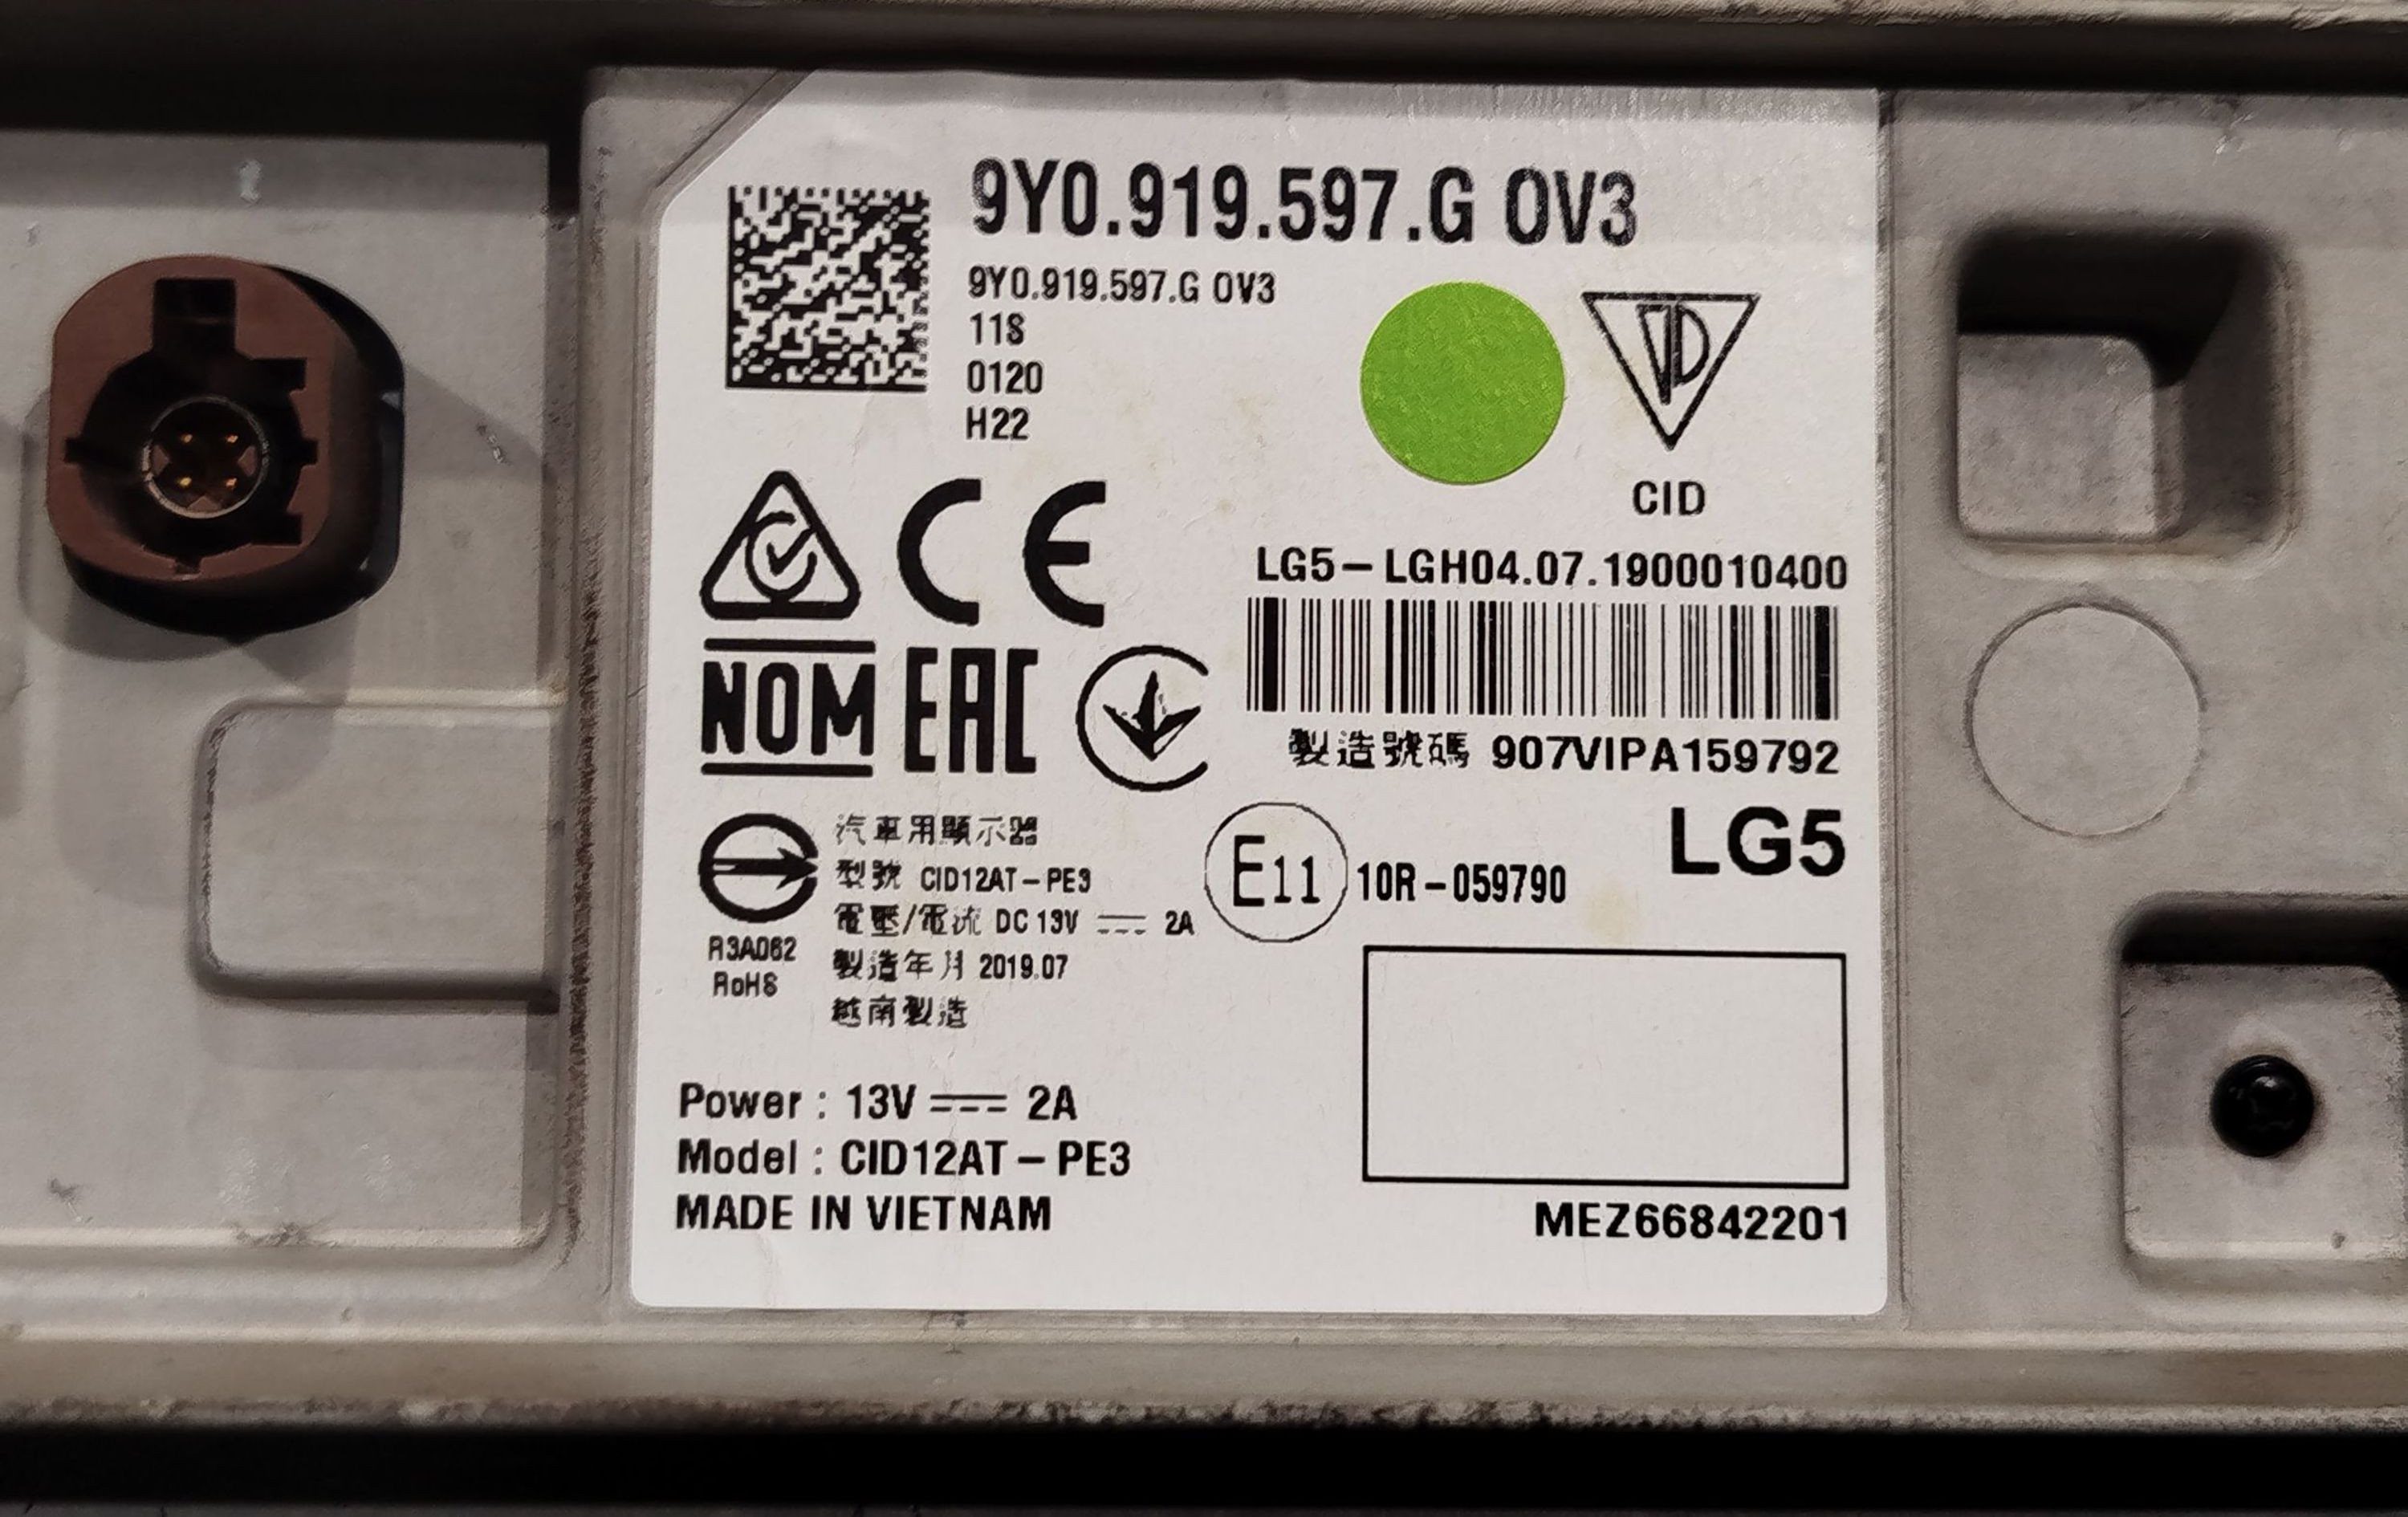 9Y0.919.597.G 0V3
9Y0.919.597.G 0V3
11S
0120
H22
CID
CE
LG5-LGH04.07.1900010400
NOM EAC
製造號碼 907VIPA159792
LG5
汽車用顯示器
型號 CID12AT-PE3
電壓/電流 DC 13V 2A
製造年月 2019.07
越南製造
R3A062
RoHS
E11 10R-059790
Power : 13V 2A
Model : CID12AT-PE3
MADE IN VIETNAM
MEZ66842201